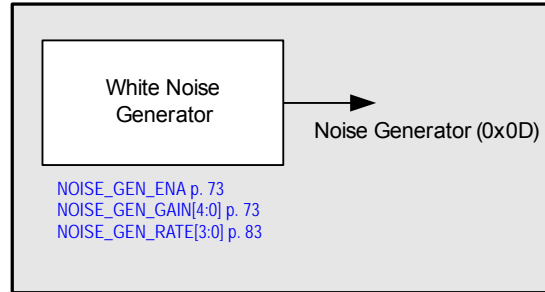 White Noise
Generator
Noise Generator (0x0D)
NOISE_GEN_ENA p. 73
NOISE_GEN_GAIN[4:0] p. 73
NOISE_GEN_RATE[3:0] p. 83